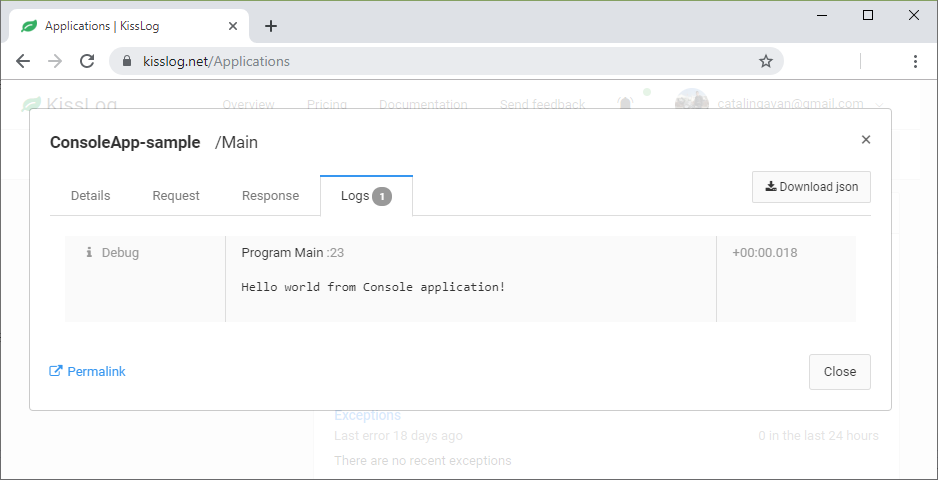 Applications | KissLog
kisslog.net/Applications
KissLog Overview Pricing Documentation Send feedback catalingavan@gmail.com
ConsoleApp-sample /Main
Details Request Response Logs 1 Download json
Debug Program Main :23 +00:00.018
Hello world from Console application!
Permalink Close
Exceptions
Last error 18 days ago 0 in the last 24 hours
There are no recent exceptions